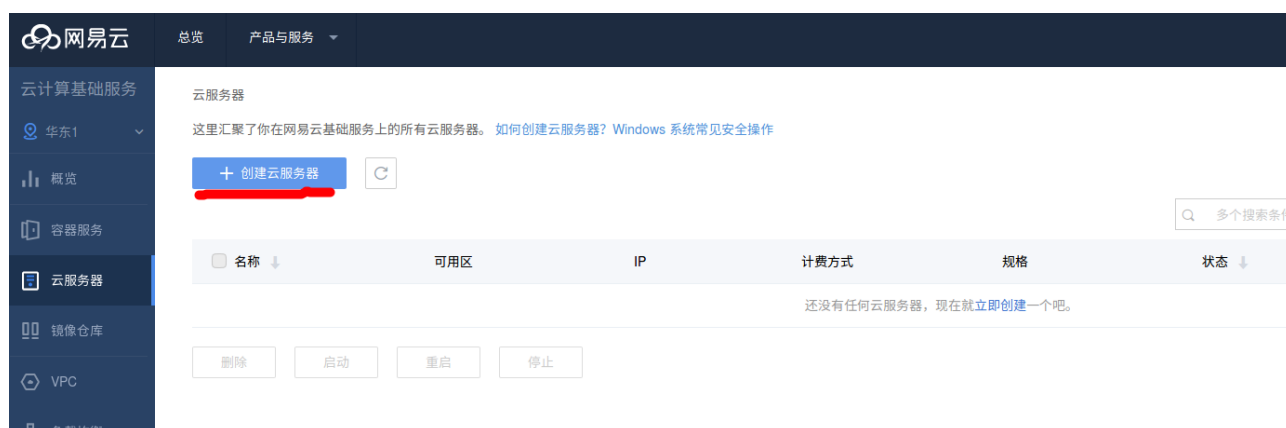 网易云
总览
产品与服务
云计算基础服务
华东1
概览
容器服务
云服务器
镜像仓库
VPC
云服务器
这里汇聚了你在网易云基础服务上的所有云服务器。 如何创建云服务器? Windows 系统常见安全操作
创建云服务器
多个搜索条
名称 可用区 IP 计费方式 规格 状态
还没有任何云服务器，现在就立即创建一个吧。
删除 启动 重启 停止